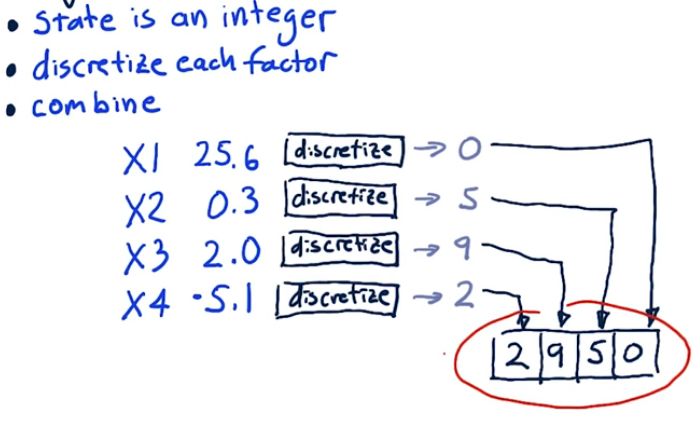 • State is an integer
• discretize each factor
• combine
X1 25.6 discretize → 0
X2 0.3 discretize → 5
X3 2.0 discretize → 9
X4 -5.1 discretize → 2
2 9 5 0